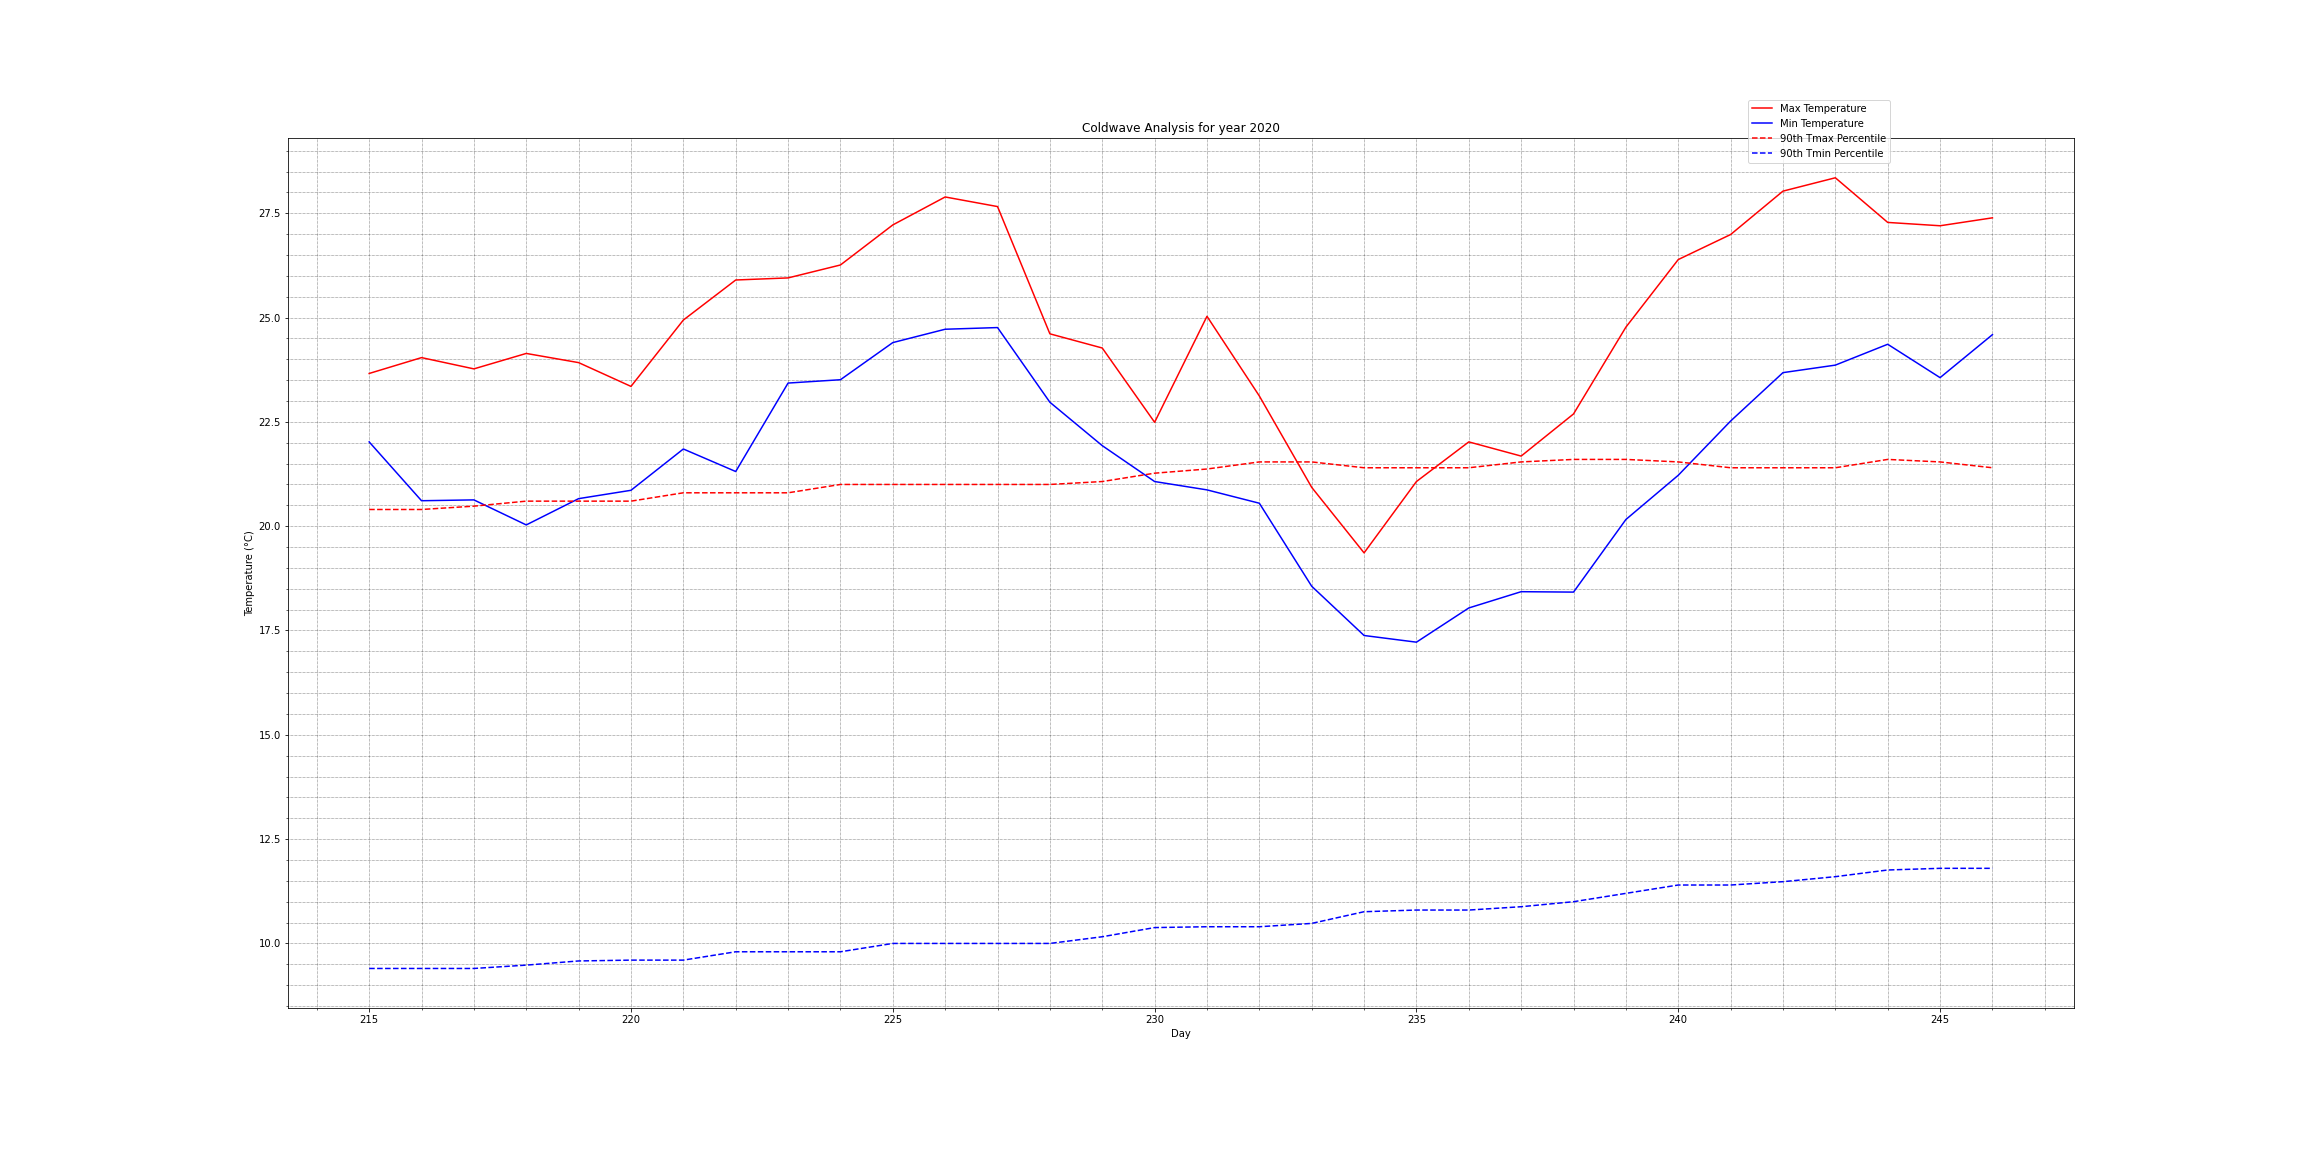 Coldwave Analysis for year 2020
Max Temperature
Min Temperature
90th Tmax Percentile
90th Tmin Percentile
Temperature (°C)
27.5
25.0
22.5
20.0
17.5
15.0
12.5
10.0
215 220 225 230 235 240 245
Day